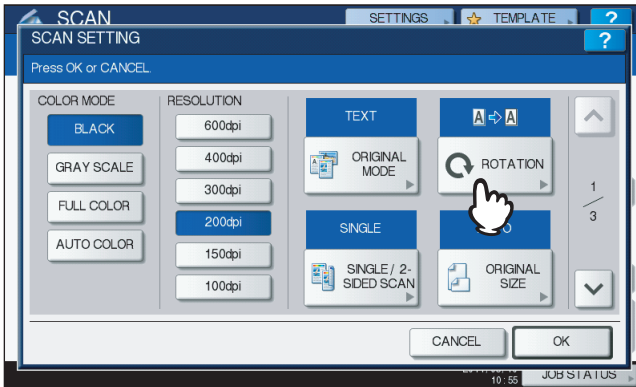 SCAN
SETTINGS
TEMPLATE
?
SCAN SETTING
?
Press OK or CANCEL.
COLOR MODE
BLACK
GRAY SCALE
FULL COLOR
AUTO COLOR
RESOLUTION
600dpi
400dpi
300dpi
200dpi
150dpi
100dpi
TEXT
ORIGINAL
MODE
A A
ROTATION
SINGLE
SINGLE / 2-
SIDED SCAN
ORIGINAL
SIZE
1
3
CANCEL
OK
10 : 55
JOB STATUS